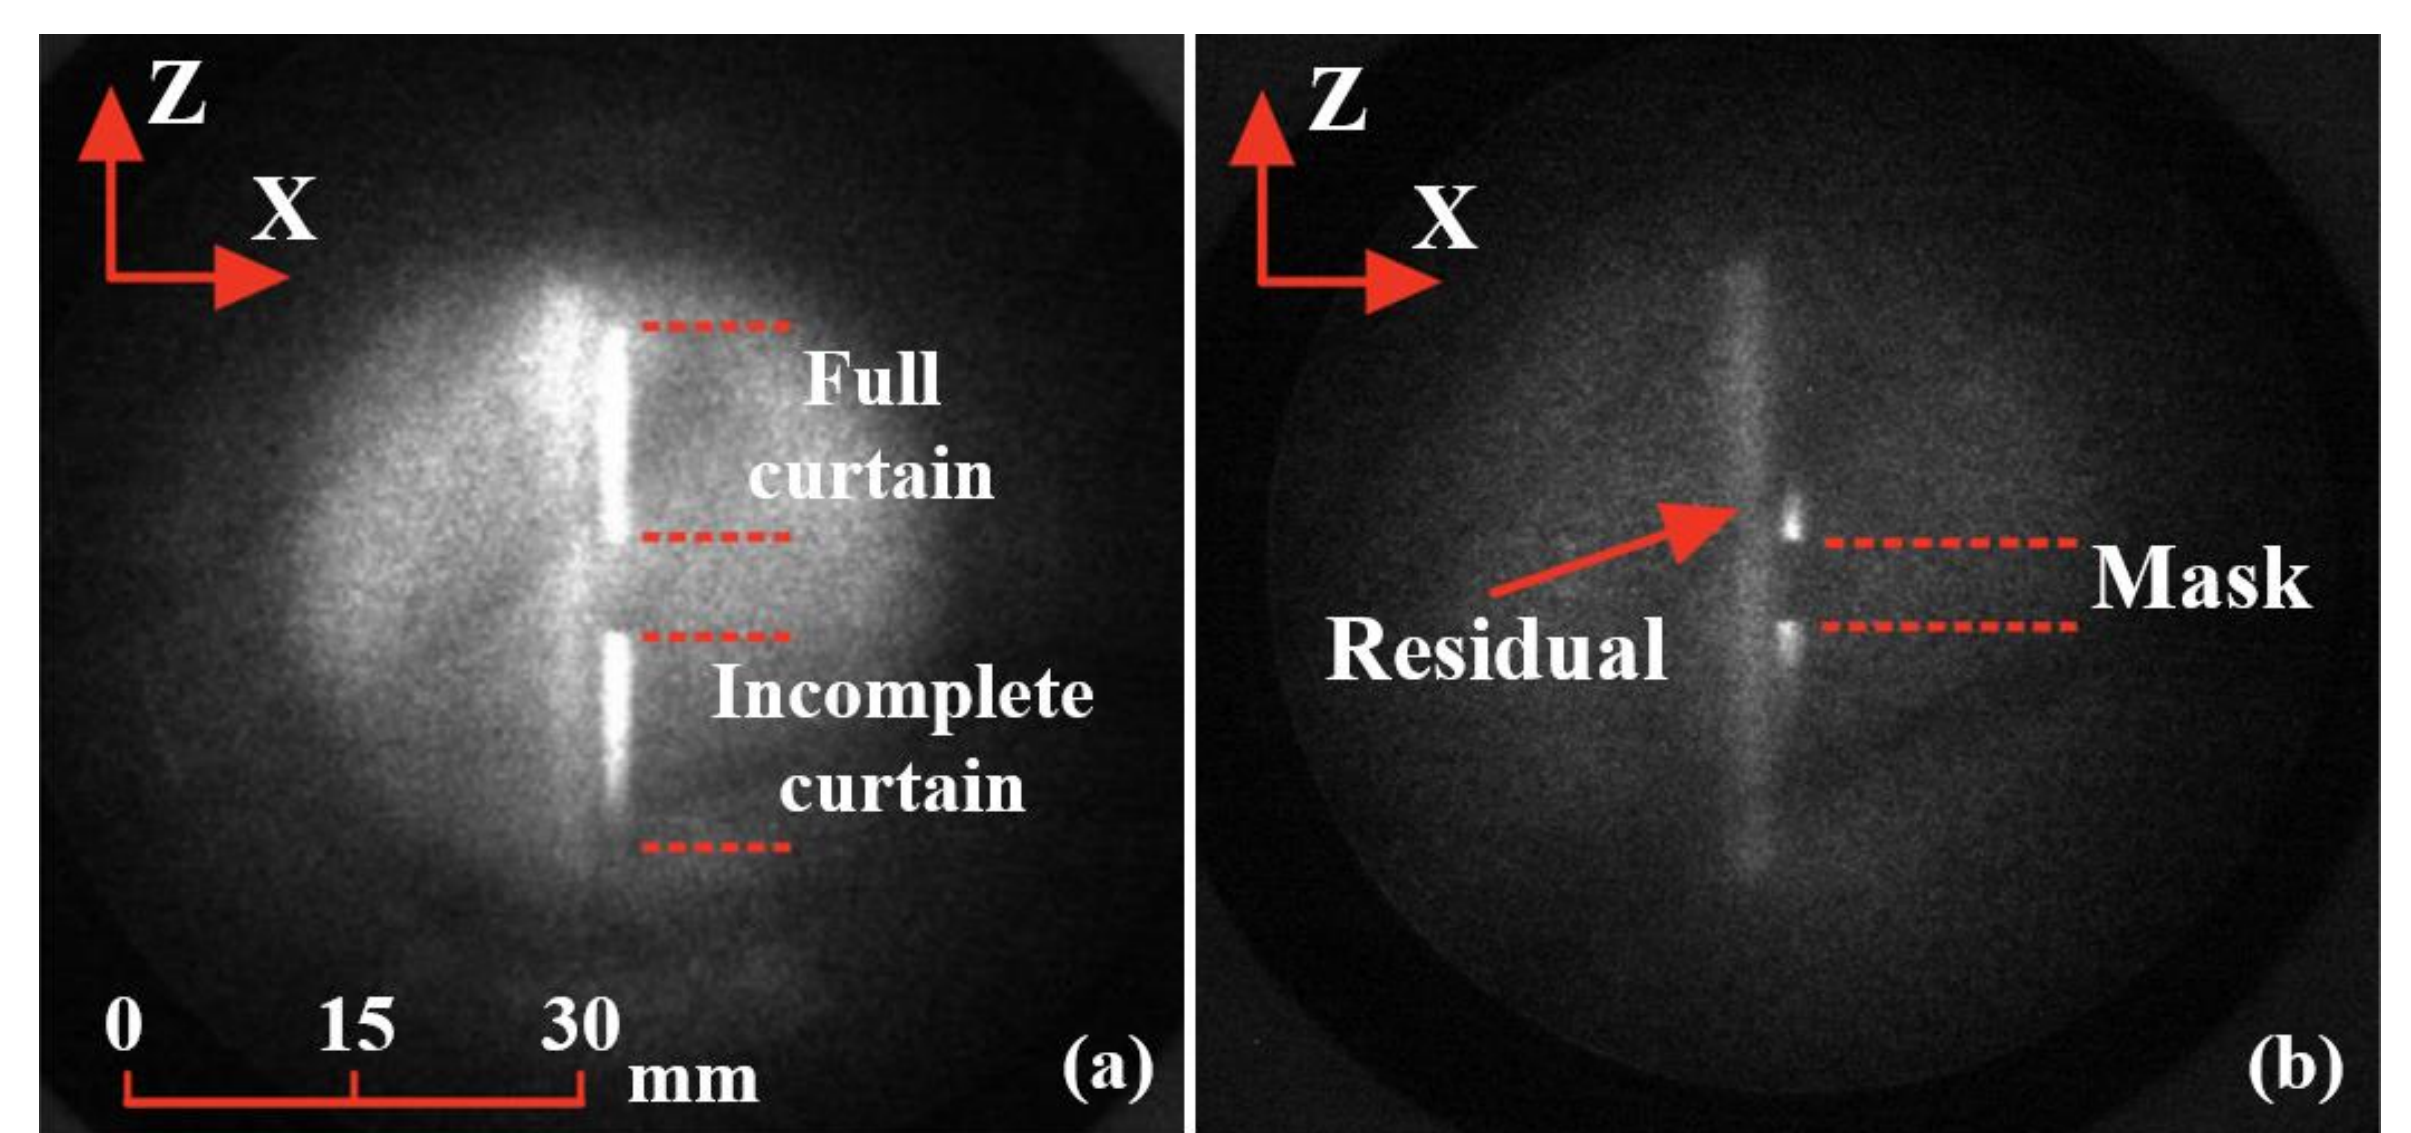 Z
X
Full
curtain
Incomplete
curtain
0 15 30
mm
(a)
Z
X
Residual
Mask
(b)